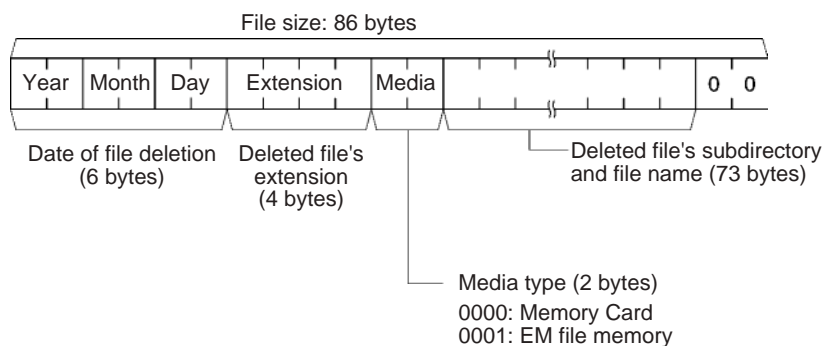 File size: 86 bytes
Year Month Day Extension Media 0 0
Date of file deletion
(6 bytes)
Deleted file's
extension
(4 bytes)
Deleted file's subdirectory
and file name (73 bytes)
Media type (2 bytes)
0000: Memory Card
0001: EM file memory